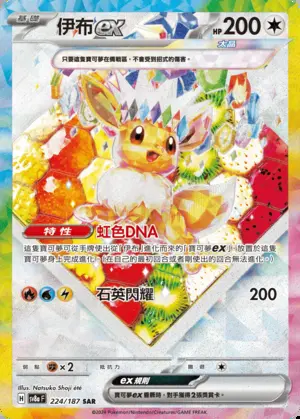 基礎 伊布ex HP 200
太晶
只要這隻寶可夢在備戰區，不會受到招式的傷害。
特性 虹色DNA
這隻寶可夢可從手牌使出從「伊布」進化而來的「寶可夢ex」，放置於這隻
寶可夢身上完成進化。（在自己的最初回合或者剛使出的回合無法進化。）
石英閃耀 200
弱點 ×2 抵抗力 撤退
Illus. Natsuko Shoji été
H SV8a F 224/187 SAR
ex規則
寶可夢ex【昏厥】時，對手獲得2張獎賞卡。
©2024 Pokémon/Nintendo/Creatures/GAME FREAK